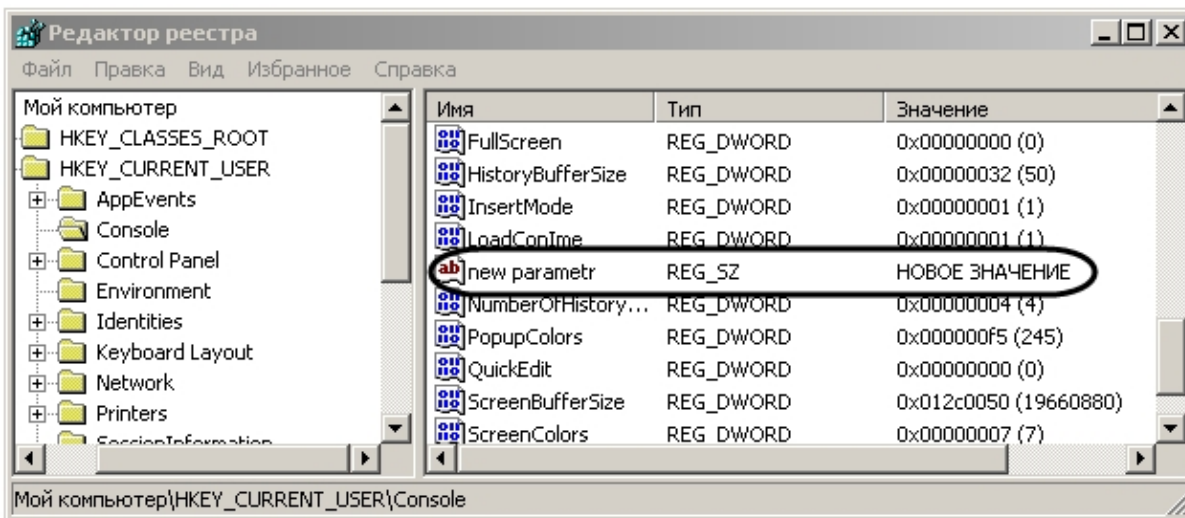 Редактор реестра
Файл Правка Вид Избранное Справка
Мой компьютер
HKEY_CLASSES_ROOT
HKEY_CURRENT_USER
AppEvents
Console
Control Panel
Environment
Identities
Keyboard Layout
Network
Printers
SessionInformation
Имя Тип Значение
FullScreen REG_DWORD 0x00000000 (0)
HistoryBufferSize REG_DWORD 0x00000032 (50)
InsertMode REG_DWORD 0x00000001 (1)
LoadConIme REG_DWORD 0x00000001 (1)
new parametr REG_SZ НОВОЕ ЗНАЧЕНИЕ
NumberOfHistory... REG_DWORD 0x00000004 (4)
PopupColors REG_DWORD 0x000000f5 (245)
QuickEdit REG_DWORD 0x00000000 (0)
ScreenBufferSize REG_DWORD 0x012c0050 (19660880)
ScreenColors REG_DWORD 0x00000007 (7)
Мой компьютер\HKEY_CURRENT_USER\Console